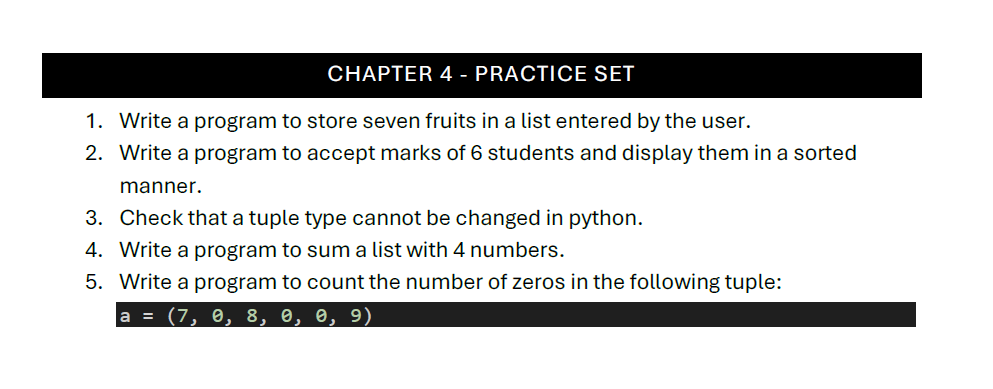 CHAPTER 4 - PRACTICE SET
1. Write a program to store seven fruits in a list entered by the user.
2. Write a program to accept marks of 6 students and display them in a sorted
manner.
3. Check that a tuple type cannot be changed in python.
4. Write a program to sum a list with 4 numbers.
5. Write a program to count the number of zeros in the following tuple:
a = (7, 0, 8, 0, 0, 9)